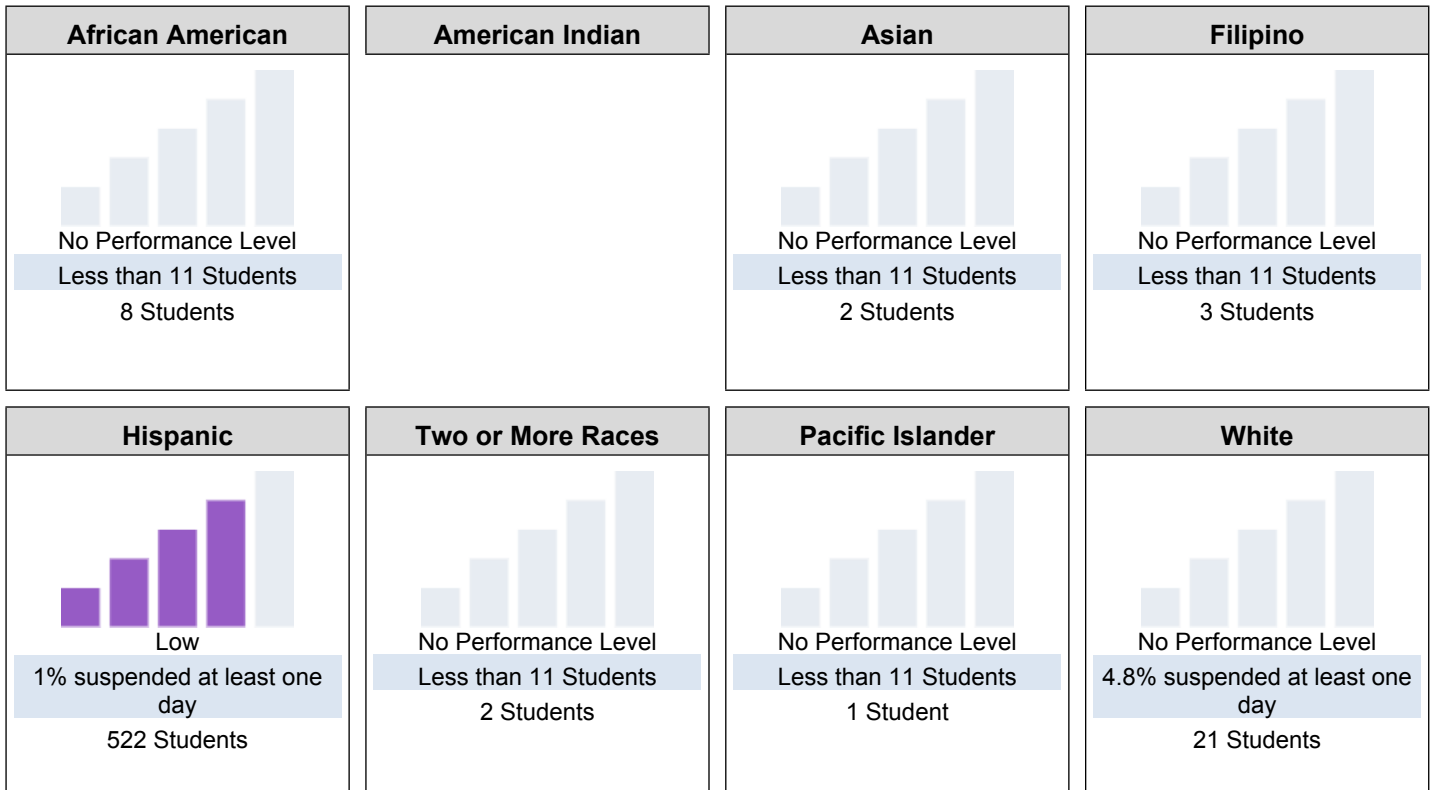 African American
American Indian
Asian
Filipino
No Performance Level
Less than 11 Students
8 Students
No Performance Level
Less than 11 Students
2 Students
No Performance Level
Less than 11 Students
3 Students
Hispanic
Two or More Races
Pacific Islander
White
Low
1% suspended at least one
day
522 Students
No Performance Level
Less than 11 Students
2 Students
No Performance Level
Less than 11 Students
1 Student
No Performance Level
4.8% suspended at least one
day
21 Students